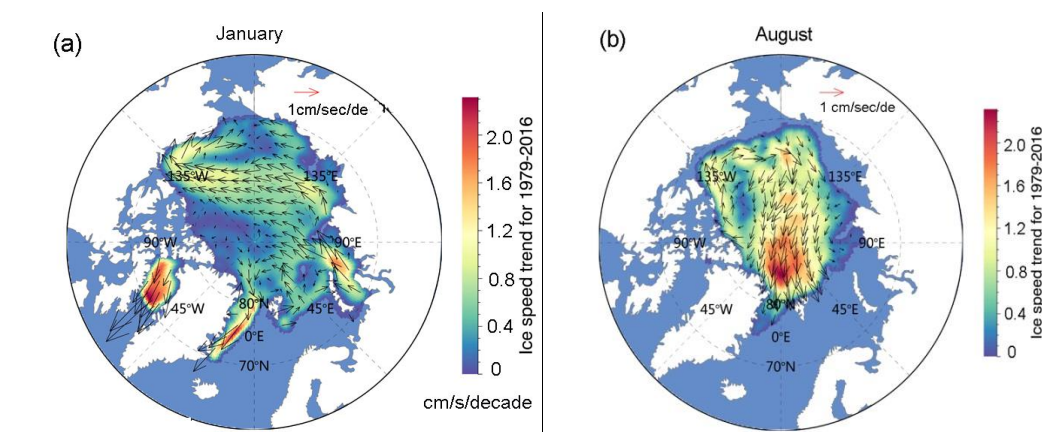 (a)
January
1cm/sec/de
135°W
135°E
90°W
90°E
45°W
80°N
45°E
0°E
70°N
2.0
1.6
1.2
0.8
0.4
0
Ice speed trend for 1979-2016
cm/s/decade
(b)
August
1 cm/sec/de
135°W
135°E
90°W
90°E
45°W
80°N
45°E
0°E
70°N
2.0
1.6
1.2
0.8
0.4
0
Ice speed trend for 1979-2016